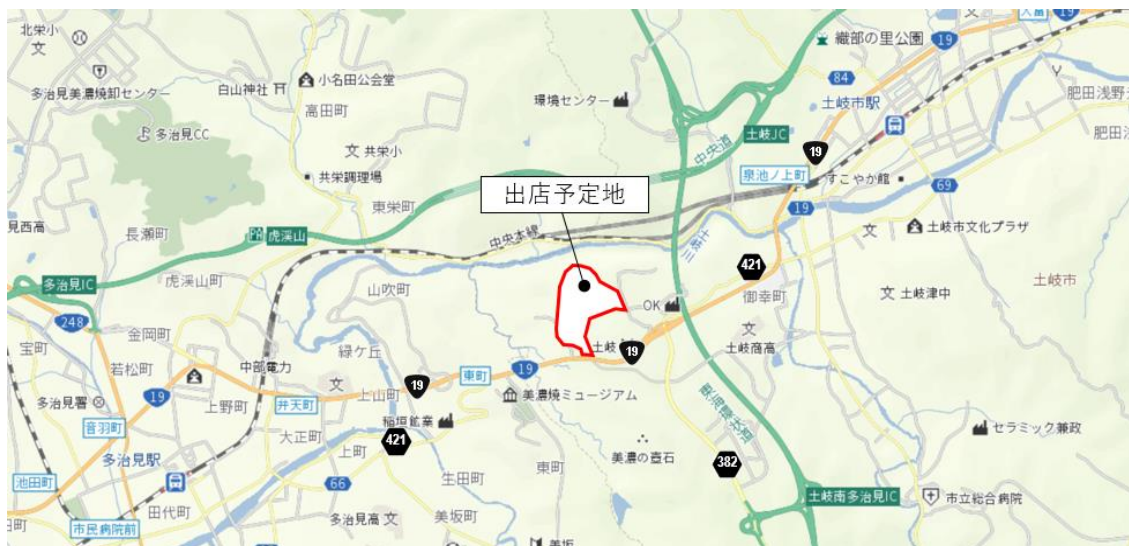 北栄小
文
多治見美濃焼卸センター
白山神社
小名田公会堂
高田町
多治見CC
文 共栄小
共栄調理場
東栄町
環境センター
中央道
土岐JC
織部の里公園
19
84
土岐市駅
19
泉池ノ上町
すこやか館
69
肥田浅野
肥田浅
19
土岐市文化プラザ
文
土岐市
出店予定地
中央本線
長瀬町
PA 虎渓山
多治見IC
虎渓山町
山吹町
248
金岡町
宝町
若松町
中部電力
緑ケ丘
文
多治見署
19
上野町
井天町
上山町
19
東町
19
音羽町
大正町
稲垣鉱業
美濃焼ミュージアム
多治見駅
上町
421
池田町
66
生田町
東町
美濃の壺石
田代町
市民病院前
多治見高 文
美坂町
美坂
OK
421
御幸町
文 土岐津中
19
土岐商高
382
セラミック兼政
土岐南多治見IC
市立総合病院